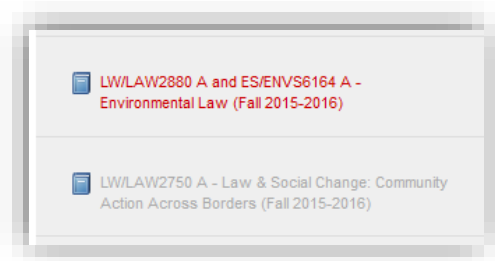 LW/LAW2880 A and ES/ENVS6164 A -
Environmental Law (Fall 2015-2016)
LW/LAW2750 A - Law & Social Change: Community
Action Across Borders (Fall 2015-2016)